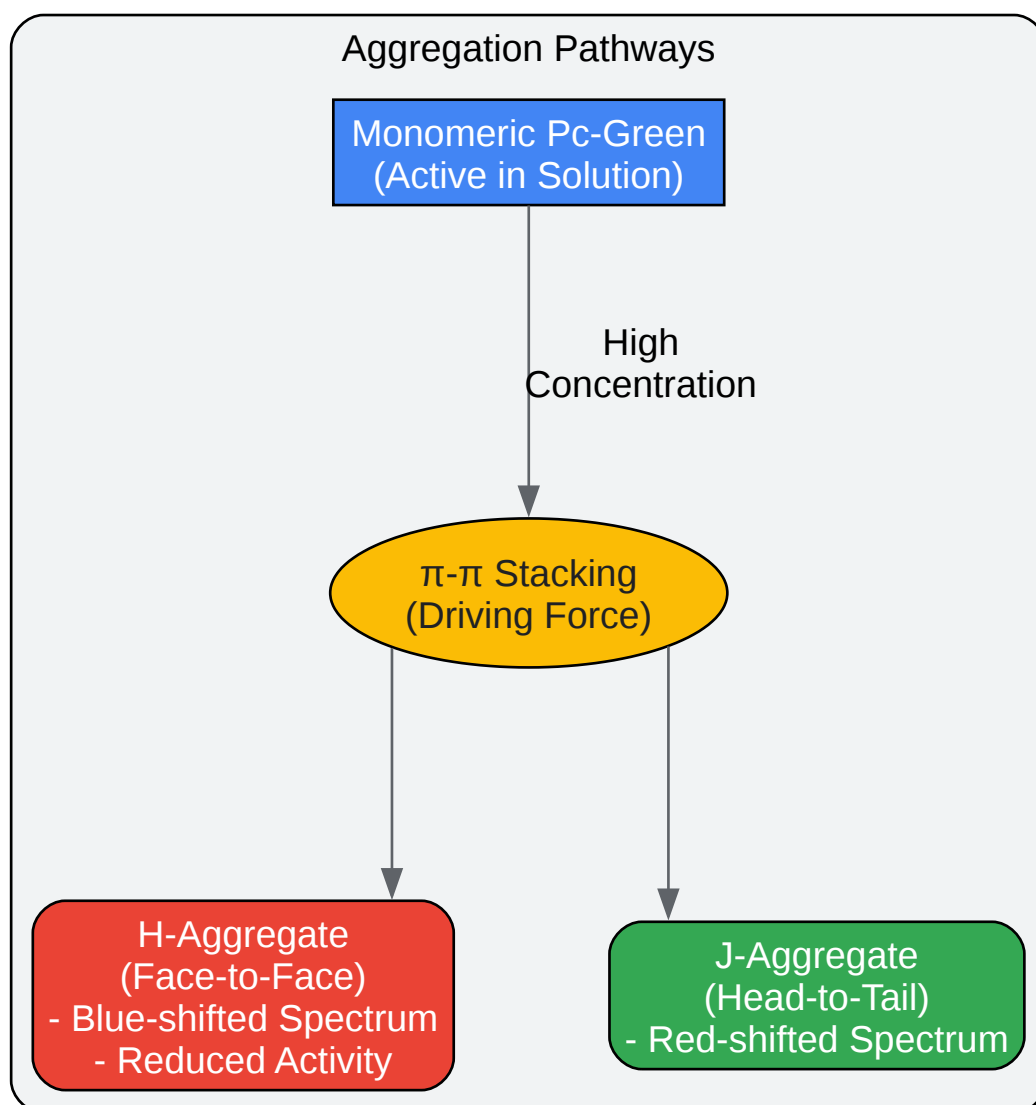 Aggregation Pathways
Monomeric Pc-Green
(Active in Solution)
High
Concentration
π-π Stacking
(Driving Force)
H-Aggregate
(Face-to-Face)
- Blue-shifted Spectrum
- Reduced Activity
J-Aggregate
(Head-to-Tail)
- Red-shifted Spectrum